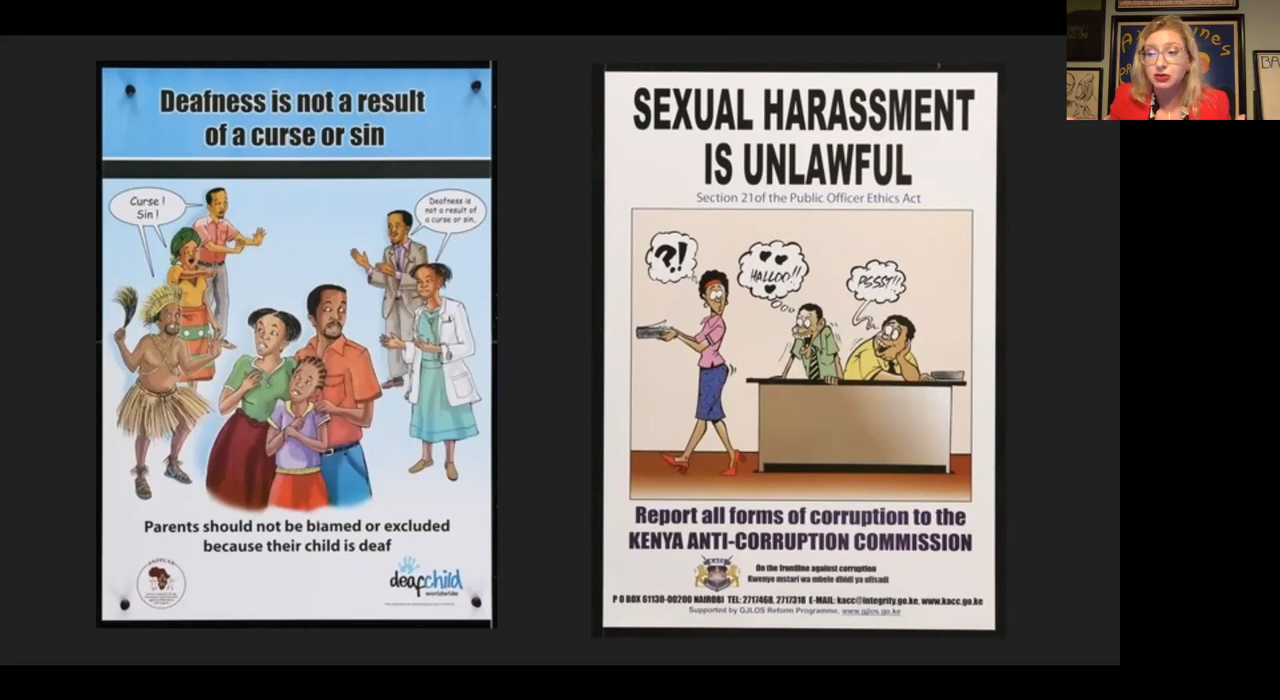 Deafness is not a result
of a curse or sin
Curse !
Sin !
Deafness is
not a result of
a curse or sin.
Parents should not be blamed or excluded
because their child is deaf
ANPPCAN
deafchild
worldwide
SEXUAL HARASSMENT
IS UNLAWFUL
Section 21of the Public Officer Ethics Act
?!
HALLOO!!
PSSST!!
Report all forms of corruption to the
KENYA ANTI-CORRUPTION COMMISSION
On the frontline against corruption
Kwenye mstari wa mbele dhidi ya ufisadi
P O BOX 61130-00200 NAIROBI TEL: 2717468, 2717318 E-MAIL: kacc@integrity.go.ke, www.kacc.go.ke
Supported by GJLOS Reform Programme, www.gjlos.go.ke
BA